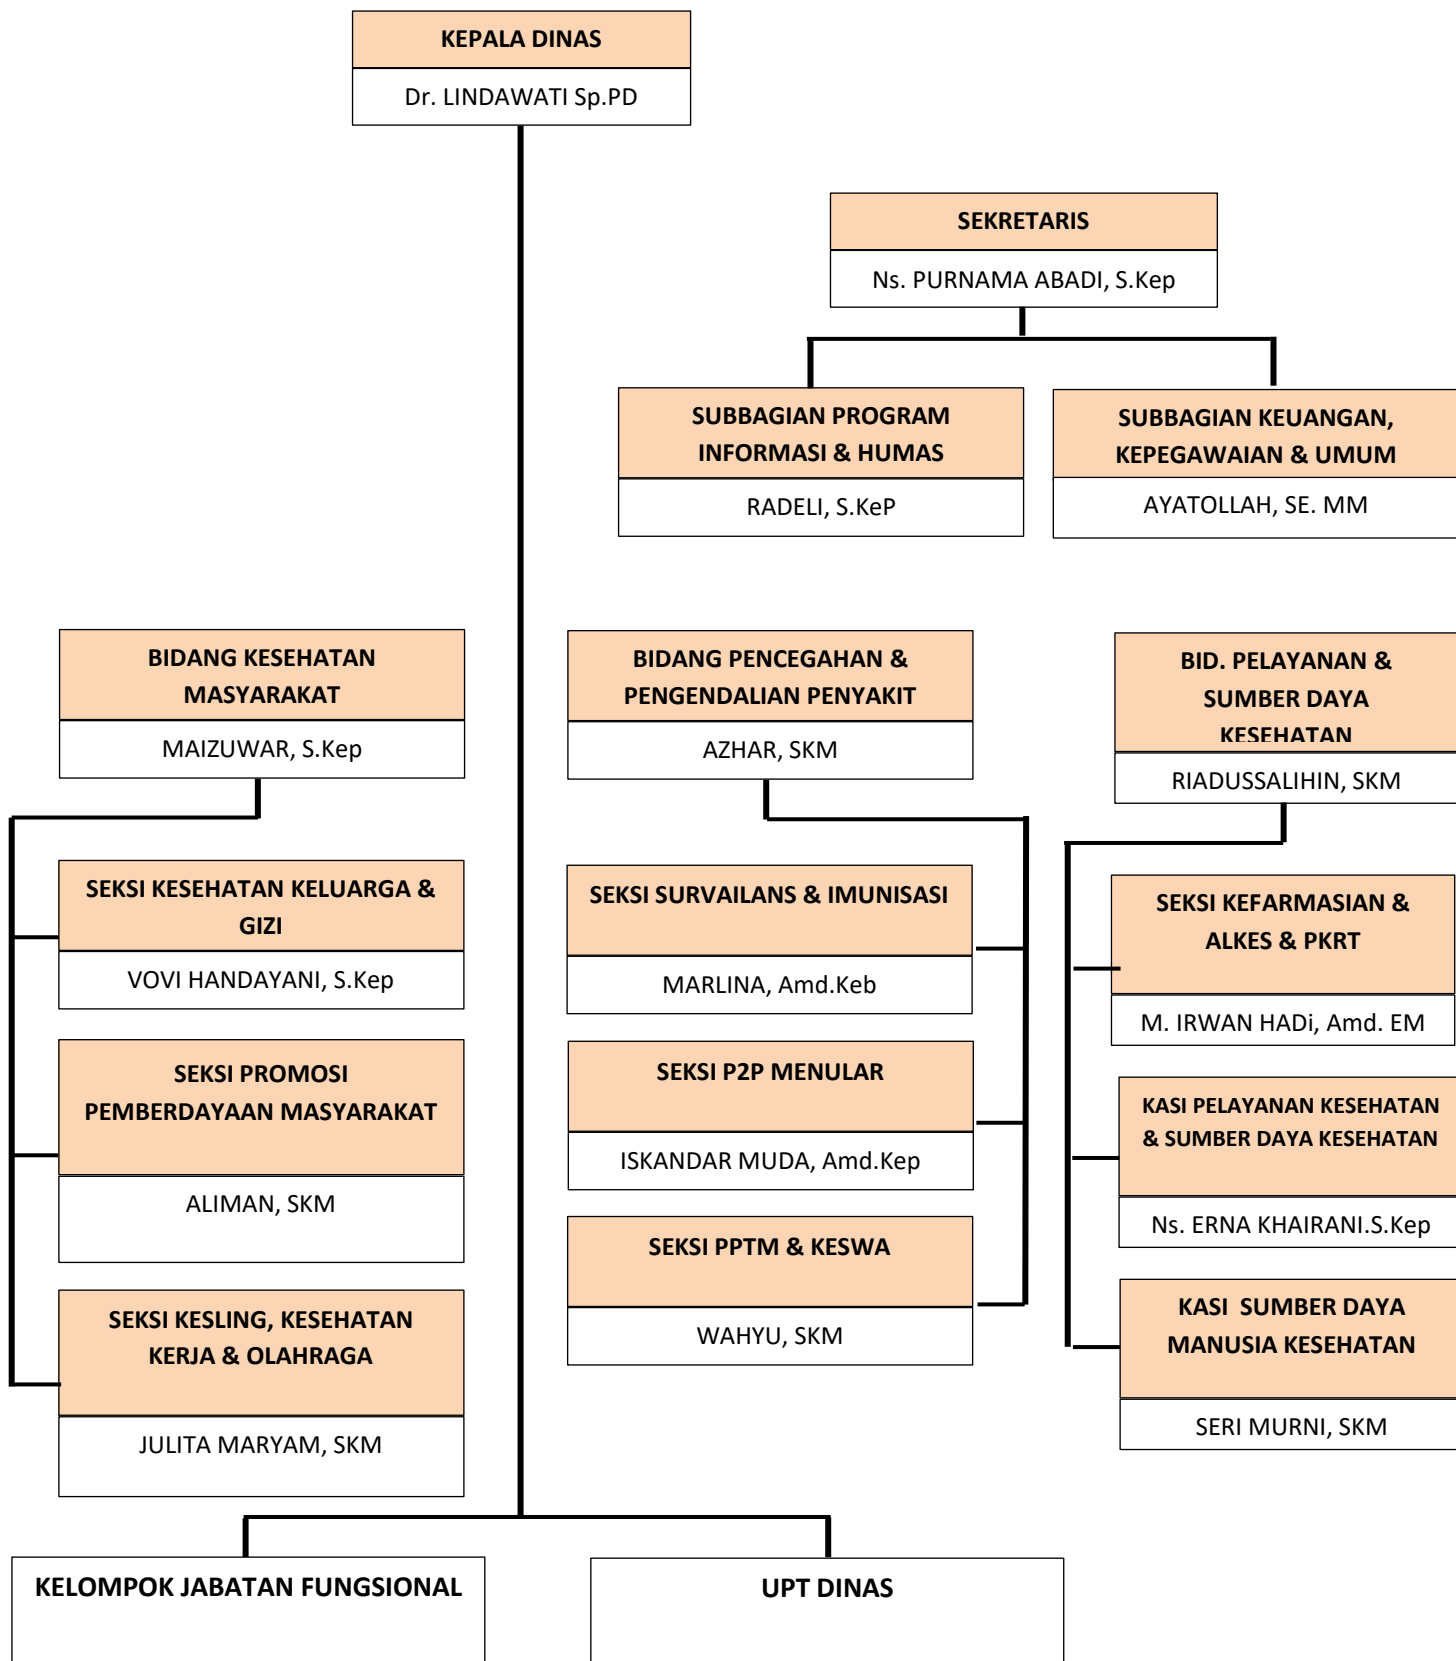 KEPALA DINAS
Dr. LINDAWATI Sp.PD
SEKRETARIS
Ns. PURNAMA ABADI, S.Kep
SUBBAGIAN PROGRAM
INFORMASI & HUMAS
RADELI, S.KeP
SUBBAGIAN KEUANGAN,
KEPEGAWAIAN & UMUM
AYATOLLAH, SE. MM
BIDANG KESEHATAN
MASYARAKAT
MAIZUWAR, S.Kep
SEKSI KESEHATAN KELUARGA &
GIZI
VOVI HANDAYANI, S.Kep
SEKSI PROMOSI
PEMBERDAYAAN MASYARAKAT
ALIMAN, SKM
SEKSI KESLING, KESEHATAN
KERJA & OLAHRAGA
JULITA MARYAM, SKM
BIDANG PENCEGAHAN &
PENGENDALIAN PENYAKIT
AZHAR, SKM
SEKSI SURVAILANS & IMUNISASI
MARLINA, Amd.Keb
SEKSI P2P MENULAR
ISKANDAR MUDA, Amd.Kep
SEKSI PPTM & KESWA
WAHYU, SKM
BID. PELAYANAN &
SUMBER DAYA
KESEHATAN
RIADUSSALIHIN, SKM
SEKSI KEFARMASIAN &
ALKES & PKRT
M. IRWAN HADi, Amd. EM
KASI PELAYANAN KESEHATAN
& SUMBER DAYA KESEHATAN
Ns. ERNA KHAIRANI.S.Kep
KASI  SUMBER DAYA
MANUSIA KESEHATAN
SERI MURNI, SKM
KELOMPOK JABATAN FUNGSIONAL
UPT DINAS